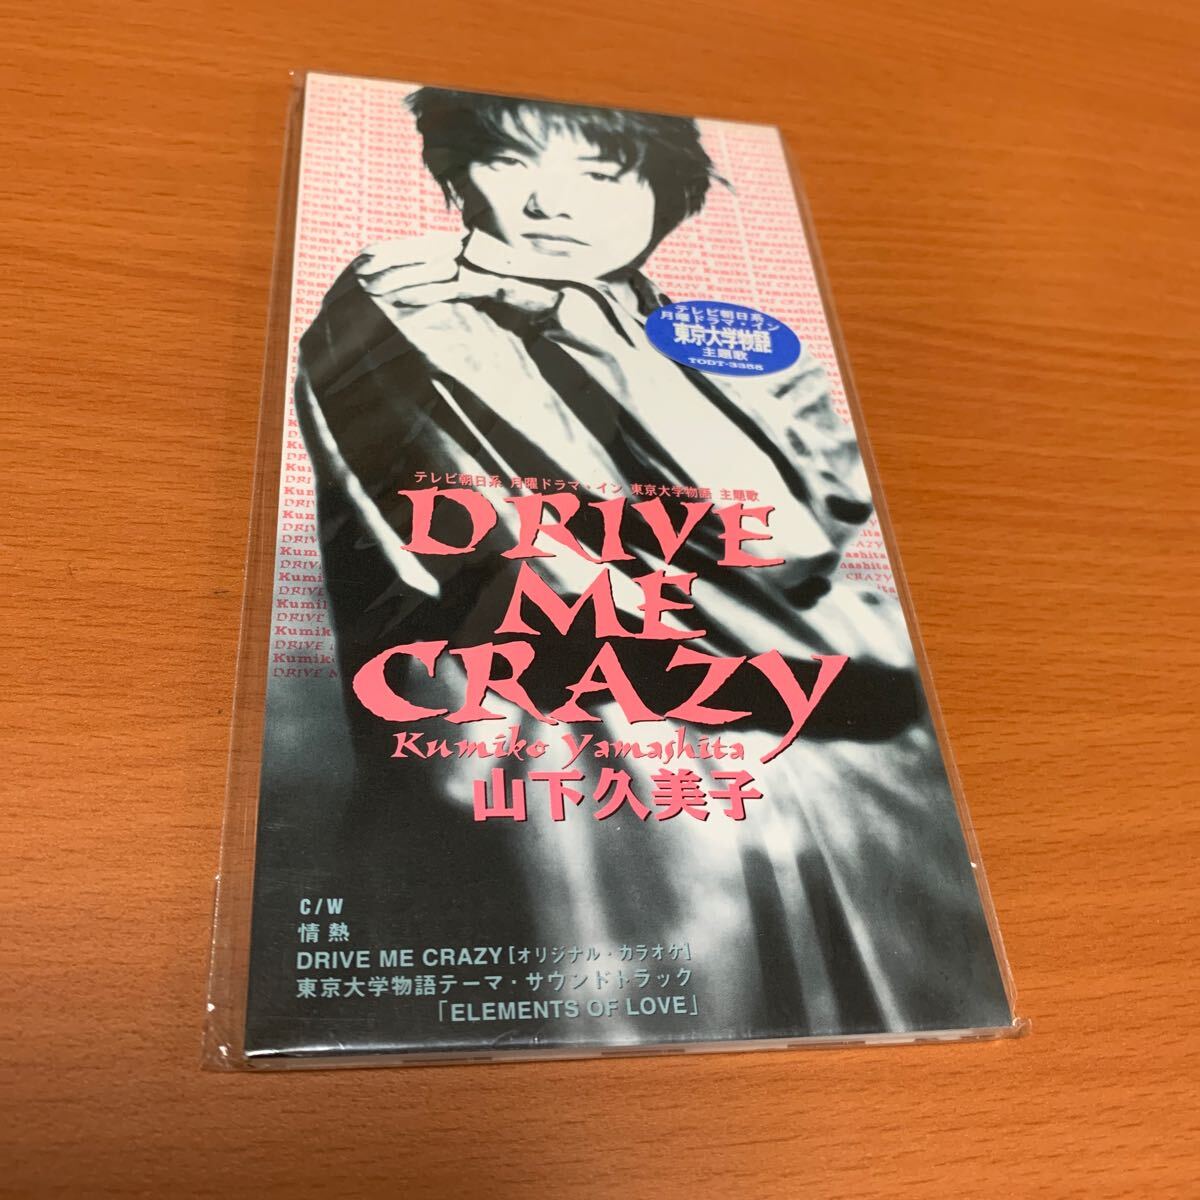 テレビ朝日系
月曜ドラマ・イン
東京大学物語
主題歌
TODT-3388
テレビ朝日系 月曜ドラマ・イン 東京大学物語 主題歌
DRIVE
ME
CRAZY
Kumiko Yamashita
山下久美子
C/W
情熱
DRIVE ME CRAZY[オリジナル・カラオケ]
東京大学物語テーマ・サウンドトラック
「ELEMENTS OF LOVE」